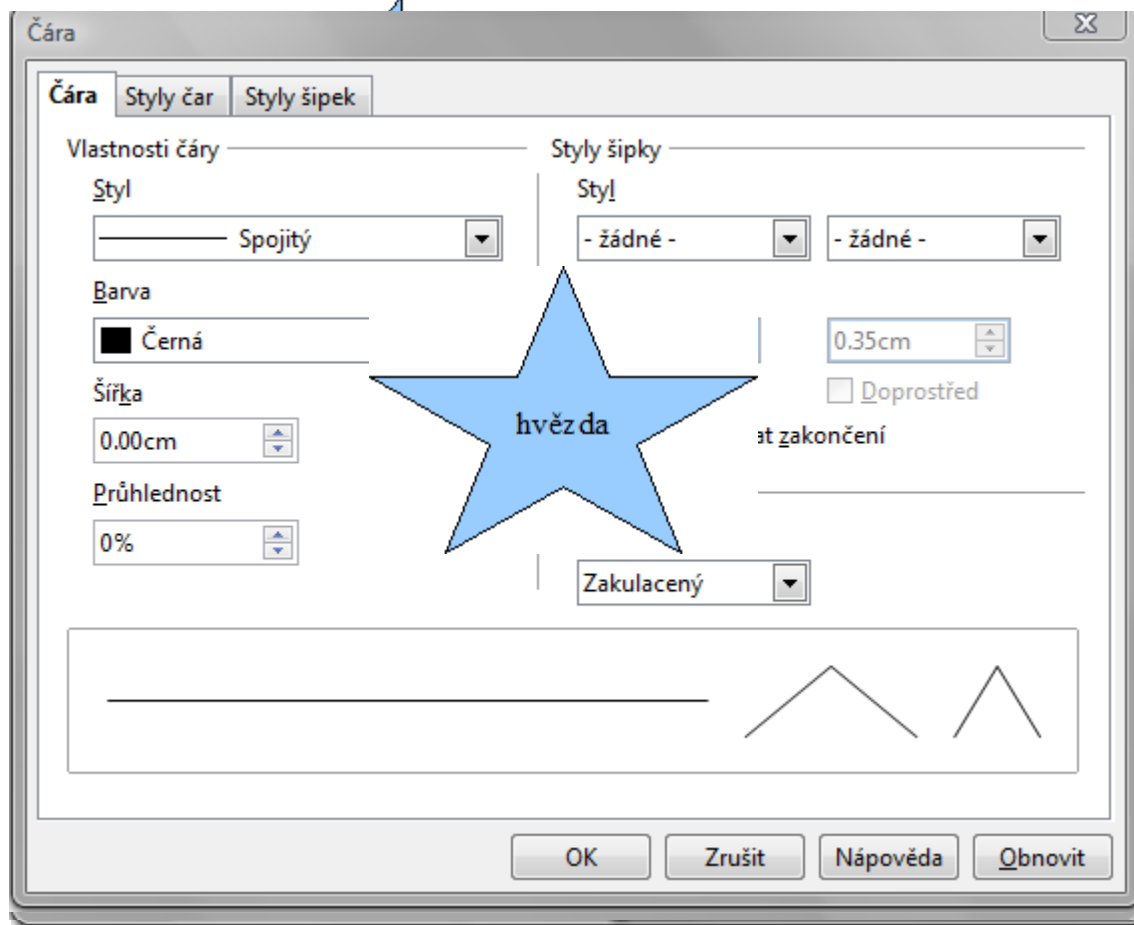 Čára
Čára Styly čar Styly šipek
Vlastnosti čáry Styly šipky
Styl Styl
Spojitý - žádné - - žádné -
Barva
Černá 0.35cm
Šířka Doprostřed
hvězda
0.00cm at zakončení
Průhlednost
0%
Zakulacený
OK Zrušit Nápověda Obnovit